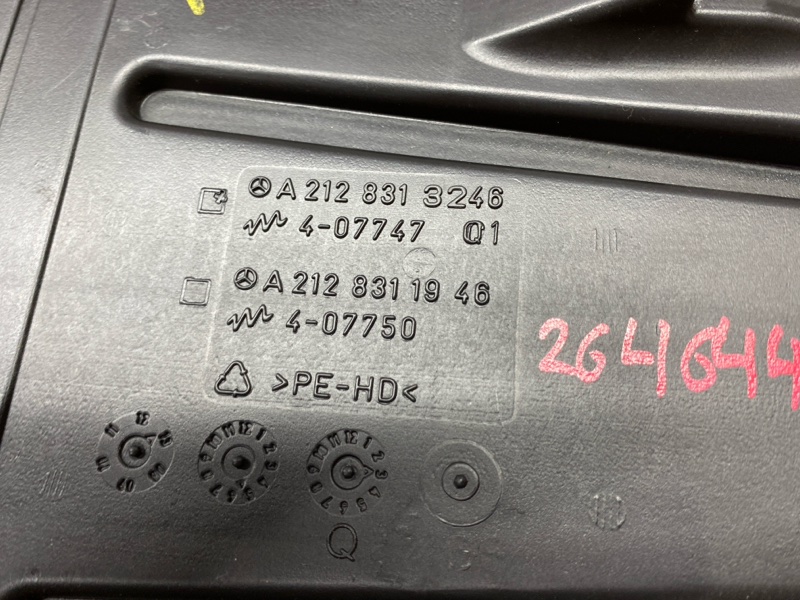 A 212 831 3246
4-07747 Q1
A 212 831 19 46
4-07750
264644
>PE-HD<
Q